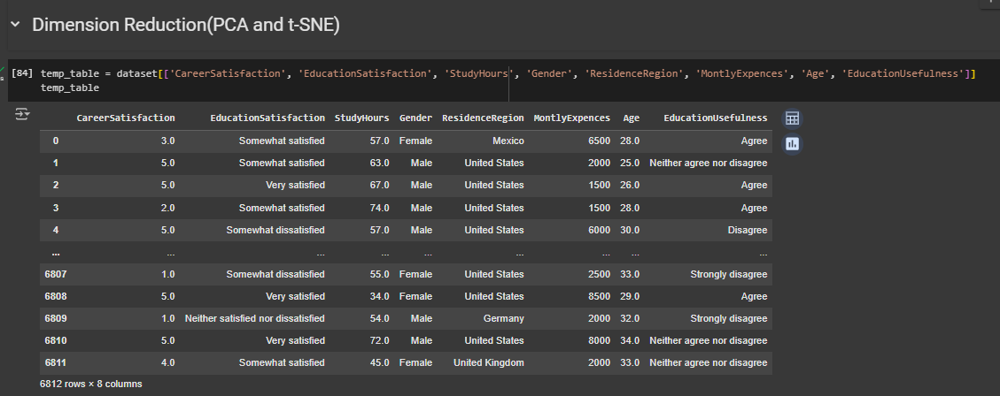 Dimension Reduction(PCA and t-SNE)
[84] temp_table = dataset[['CareerSatisfaction', 'EducationSatisfaction', 'StudyHours', 'Gender', 'ResidenceRegion', 'MontlyExpences', 'Age', 'EducationUsefulness']]
temp_table
CareerSatisfaction EducationSatisfaction StudyHours Gender ResidenceRegion MontlyExpences Age EducationUsefulness
0 3.0 Somewhat satisfied 57.0 Female Mexico 6500 28.0 Agree
1 5.0 Somewhat satisfied 63.0 Male United States 2000 25.0 Neither agree nor disagree
2 5.0 Very satisfied 67.0 Male United States 1500 26.0 Agree
3 2.0 Somewhat satisfied 74.0 Male United States 1500 28.0 Agree
4 5.0 Somewhat dissatisfied 57.0 Male United States 6000 30.0 Disagree
... ... ... ... ... ... ... ... ...
6807 1.0 Somewhat dissatisfied 55.0 Female United States 2500 33.0 Strongly disagree
6808 5.0 Very satisfied 34.0 Female United States 8500 29.0 Agree
6809 1.0 Neither satisfied nor dissatisfied 54.0 Male Germany 2000 32.0 Strongly disagree
6810 5.0 Very satisfied 72.0 Male United States 8000 34.0 Neither agree nor disagree
6811 4.0 Somewhat satisfied 45.0 Female United Kingdom 2000 33.0 Neither agree nor disagree
6812 rows × 8 columns